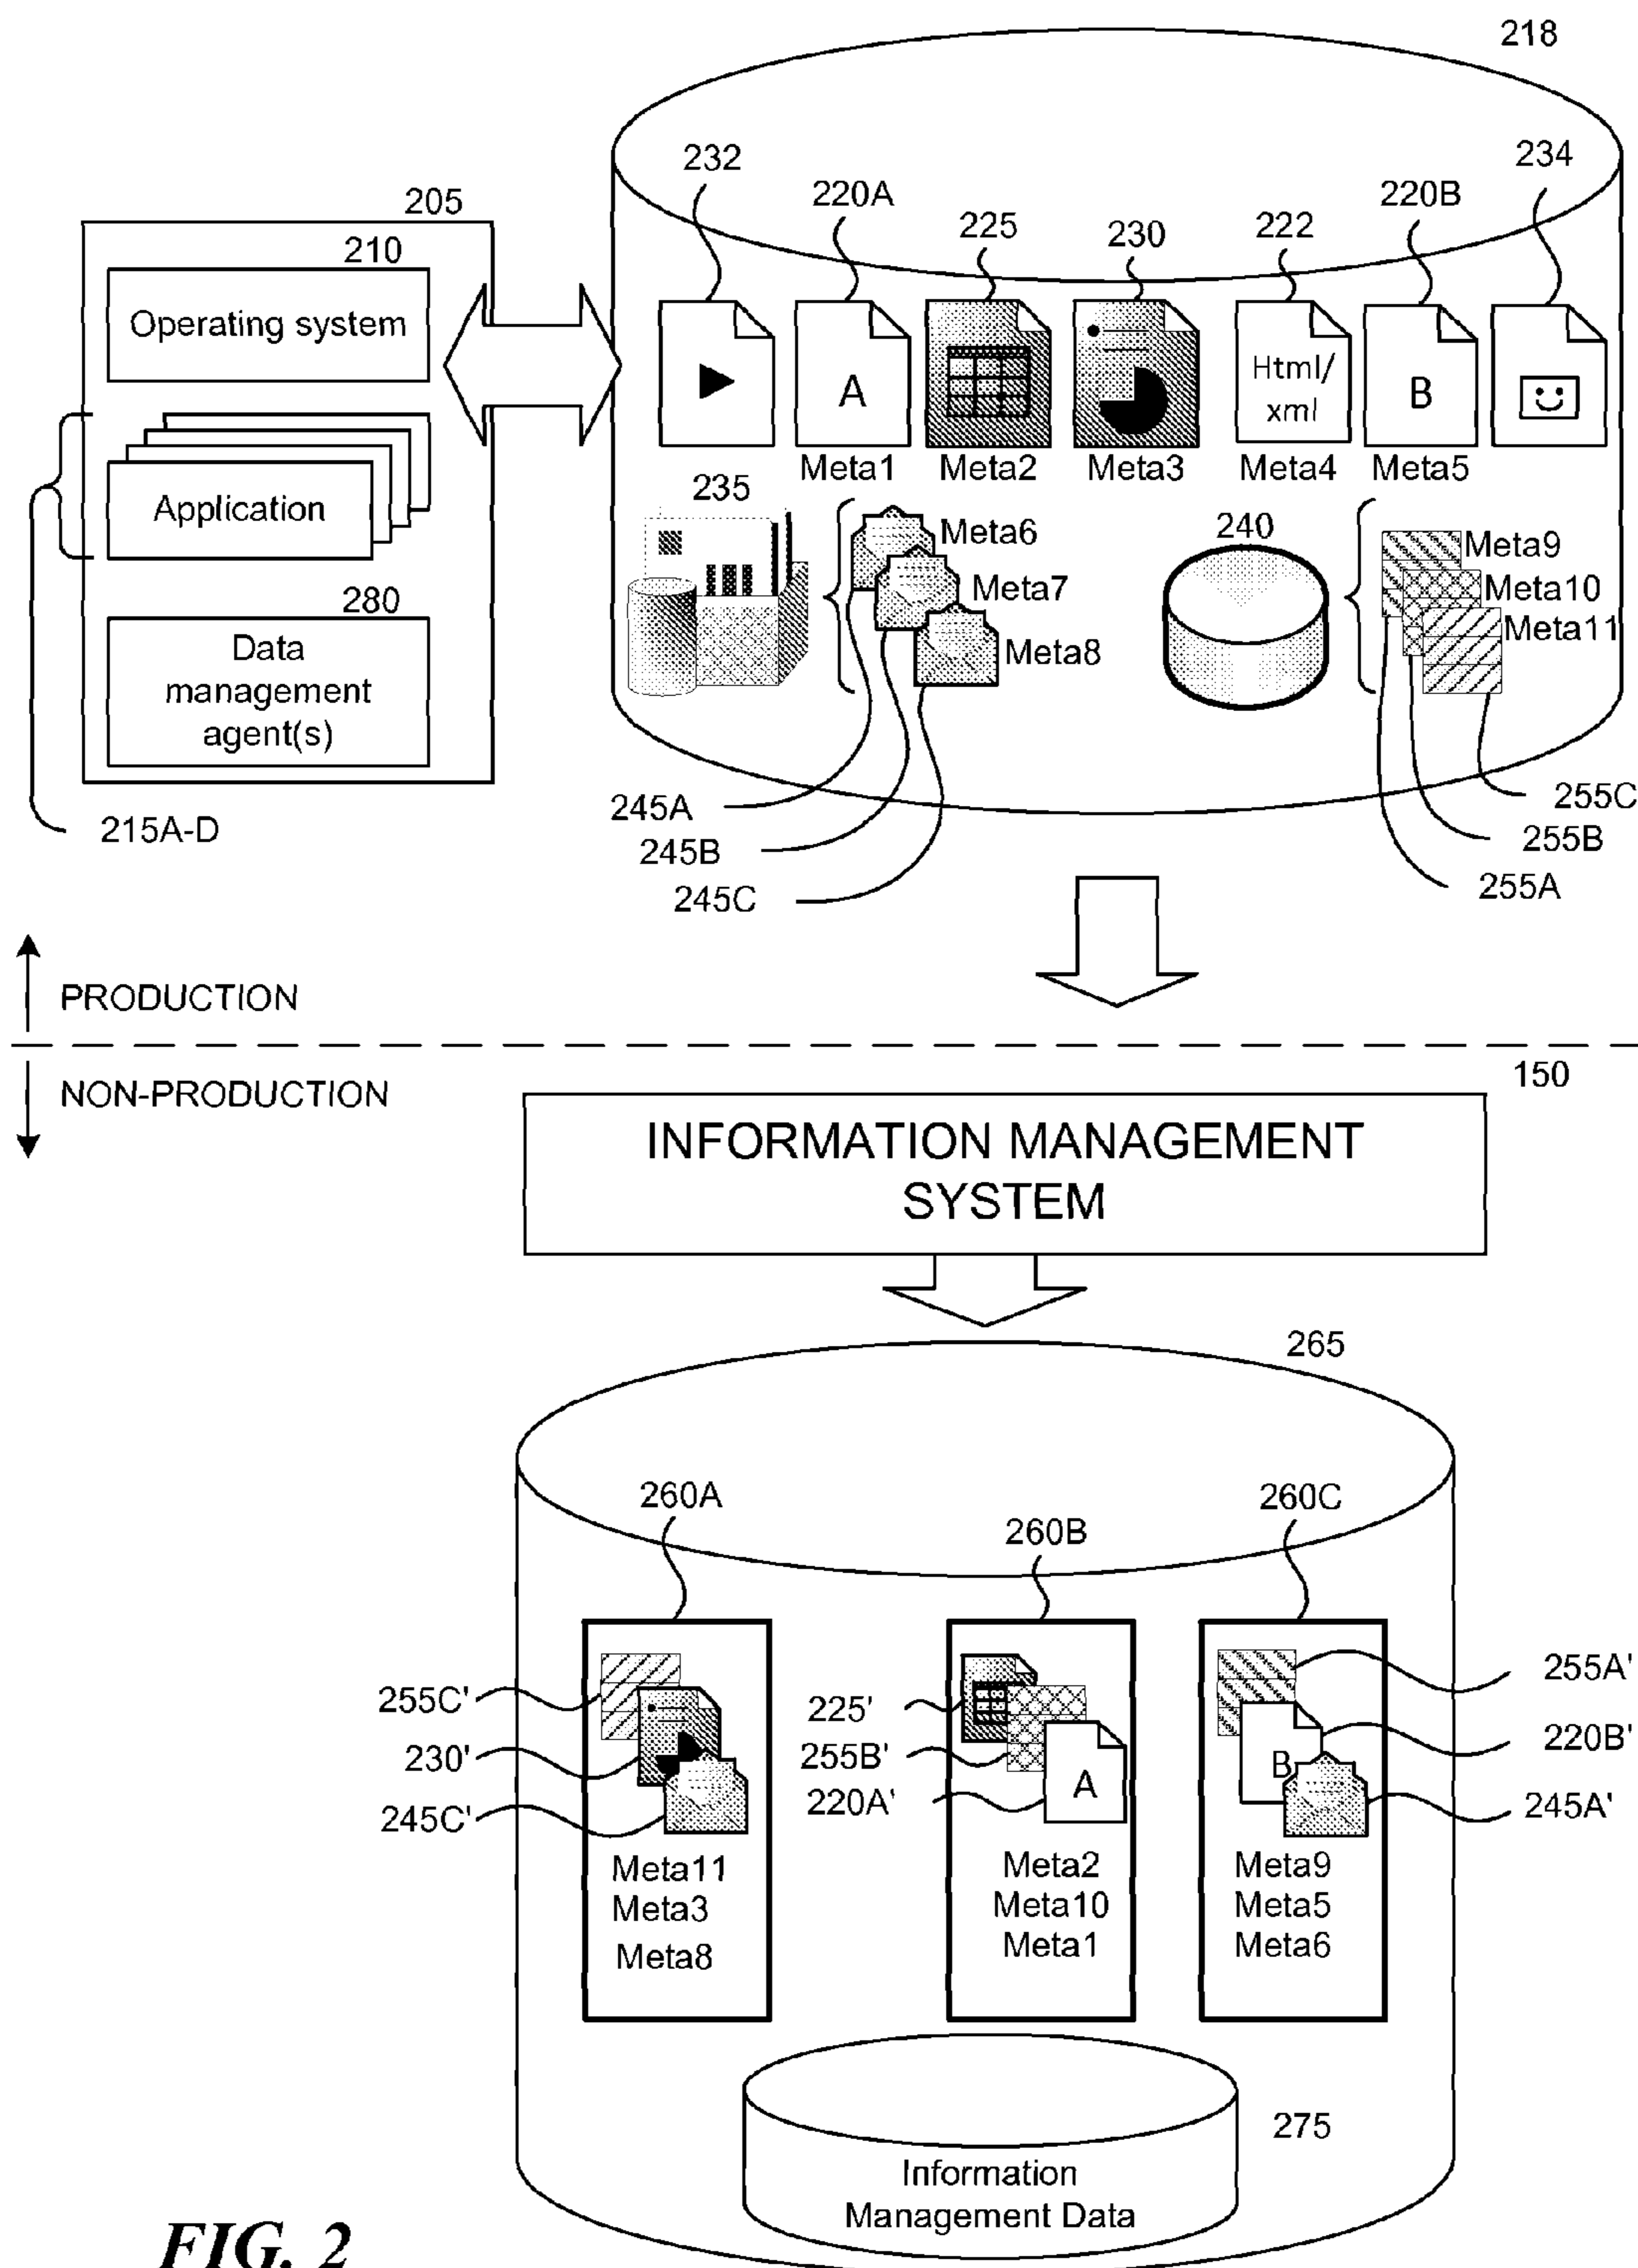 218
232
220A
225
230
222
220B
234
205
210
Operating system
Application
280
Data
management
agent(s)
215A-D
A
Html/
xml
B
Meta1
Meta2
Meta3
Meta4
Meta5
235
Meta6
Meta7
Meta8
240
Meta9
Meta10
Meta11
245A
245B
245C
255C
255B
255A
PRODUCTION
NON-PRODUCTION
150
INFORMATION MANAGEMENT
SYSTEM
265
260A
260B
260C
255C'
230'
245C'
225'
255B'
220A'
A
B
255A'
220B'
245A'
Meta11
Meta3
Meta8
Meta2
Meta10
Meta1
Meta9
Meta5
Meta6
275
Information
Management Data
FIG. 2